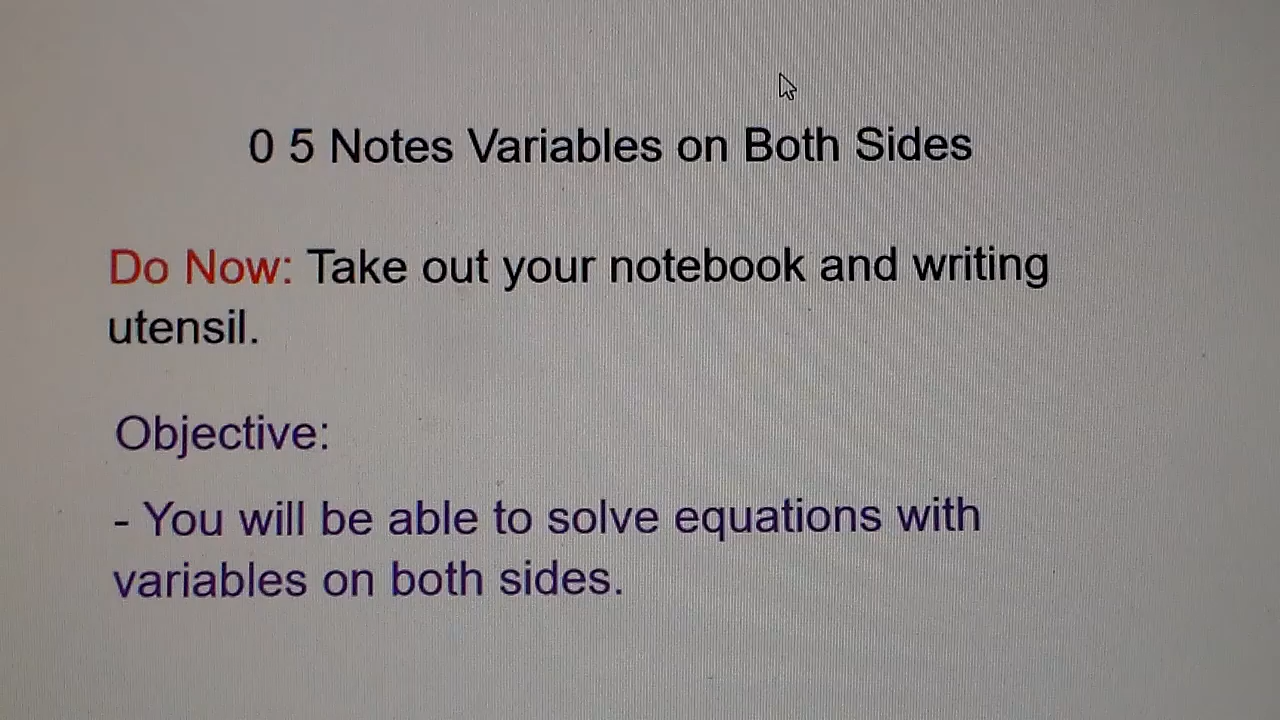 0 5 Notes Variables on Both Sides
Do Now: Take out your notebook and writing
utensil.
Objective:
- You will be able to solve equations with
variables on both sides.